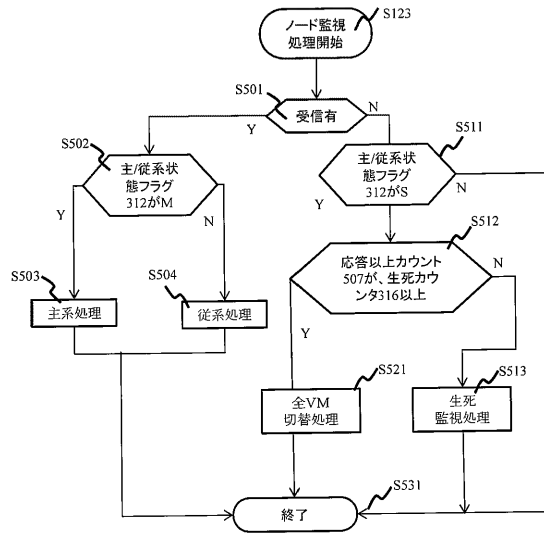 ノード監視
処理開始
S123
S501
受信有
Y
N
S502
主/従系状
態フラグ
312がM
Y
N
S511
主/従系状
態フラグ
312がS
Y
N
S512
応答以上カウント
507が、生死カウ
ンタ316以上
Y
N
S503
主系処理
S504
従系処理
S521
全VM
切替処理
S513
生死
監視処理
S531
終了